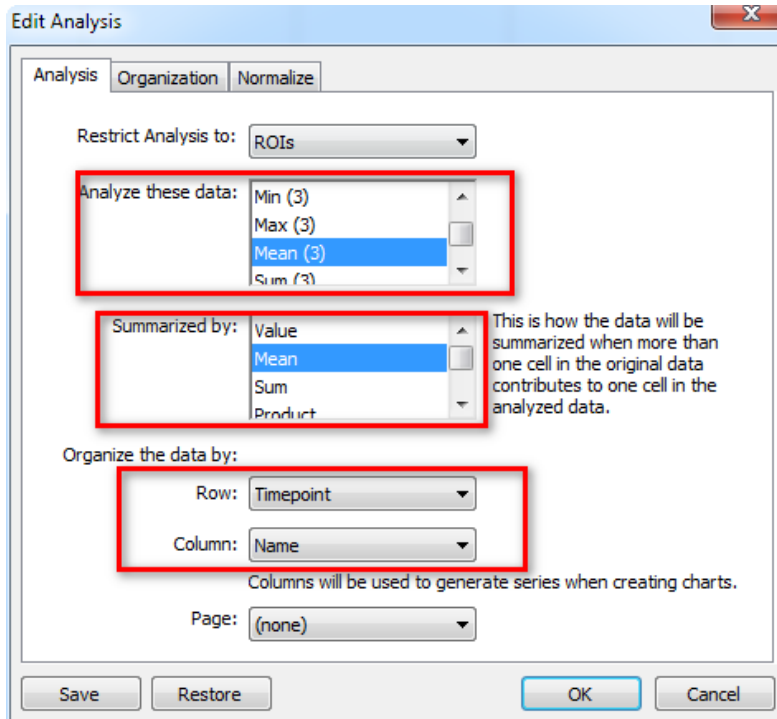 Edit Analysis
x
Analysis Organization Normalize
Restrict Analysis to: ROIs
Analyze these data: Min (3)
Max (3)
Mean (3)
Sum (3)
Summarized by: Value
Mean
Sum
Product
This is how the data will be
summarized when more than
one cell in the original data
contributes to one cell in the
analyzed data.
Organize the data by:
Row: Timepoint
Column: Name
Columns will be used to generate series when creating charts.
Page: (none)
Save Restore OK Cancel